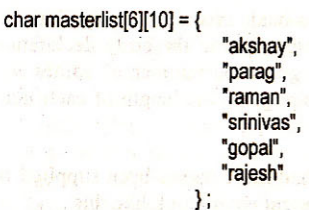 char masterlist[6][10] = {
"akshay",
"parag",
"raman",
"srinivas",
"gopal",
"rajesh"
};